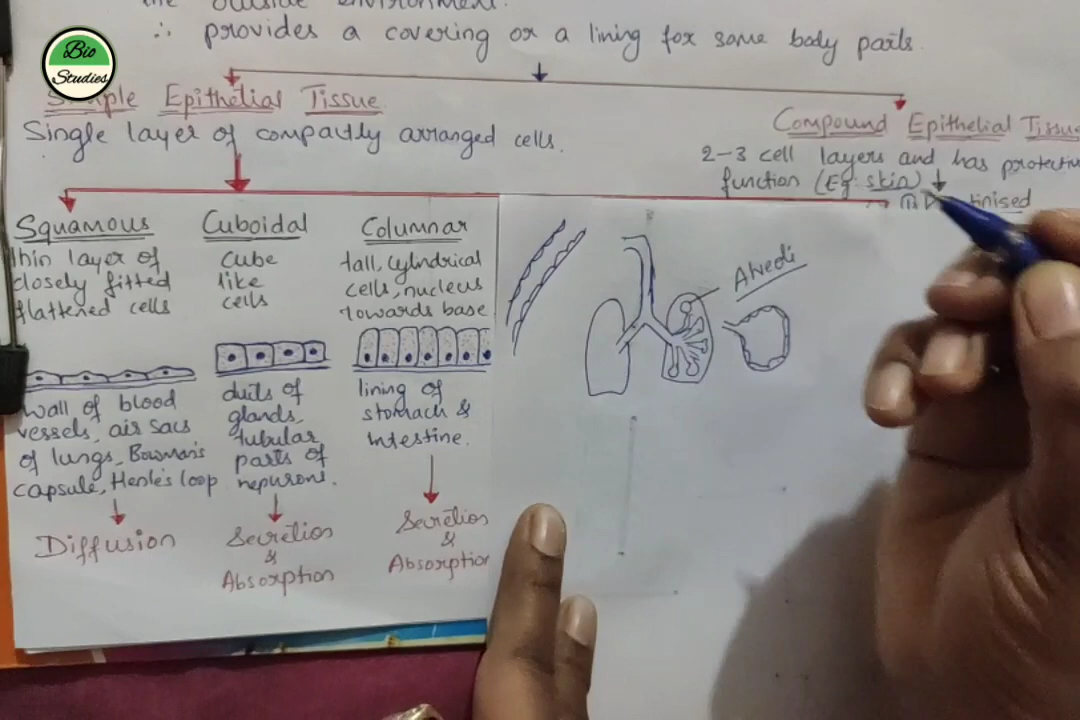 the outside environment.
∴ provides a covering or a lining for some body parts.
Bio
Studies
Simple Epithelial Tissue
Single layer of compactly arranged cells.
Compound Epithelial Tissue
2-3 cell layers and has protective
function (Eg: skin)
Squamous
thin layer of
closely fitted
flattened cells
wall of blood
vessels, air sacs
of lungs, Bowman's
capsule, Henle's loop
Diffusion
Cuboidal
cube
like
cells
ducts of
glands,
tubular
parts of
nephrons.
Secretion
&
Absorption
Columnar
tall, cylindrical
cells, nucleus
towards base
lining of
stomach &
intestine.
Secretion
&
Absorption
Alveoli